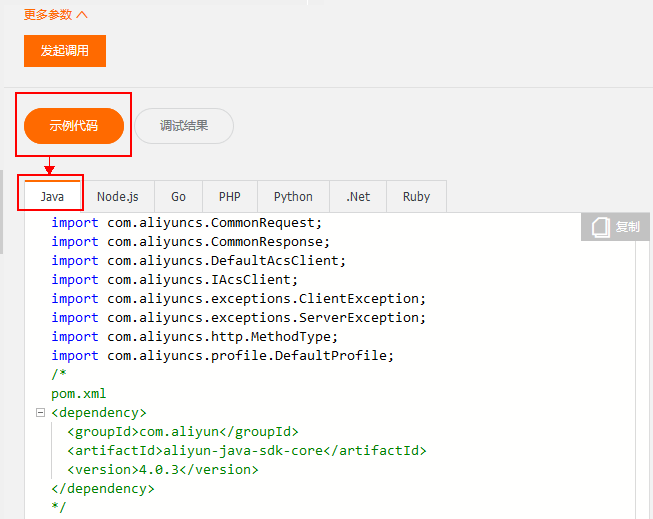 更多参数
发起调用
示例代码 调试结果
Java Node.js Go PHP Python .Net Ruby
复制
import com.aliyuncs.CommonRequest;
import com.aliyuncs.CommonResponse;
import com.aliyuncs.DefaultAcsClient;
import com.aliyuncs.IAcsClient;
import com.aliyuncs.exceptions.ClientException;
import com.aliyuncs.exceptions.ServerException;
import com.aliyuncs.http.MethodType;
import com.aliyuncs.profile.DefaultProfile;
/*
pom.xml
<dependency>
<groupId>com.aliyun</groupId>
<artifactId>aliyun-java-sdk-core</artifactId>
<version>4.0.3</version>
</dependency>
*/